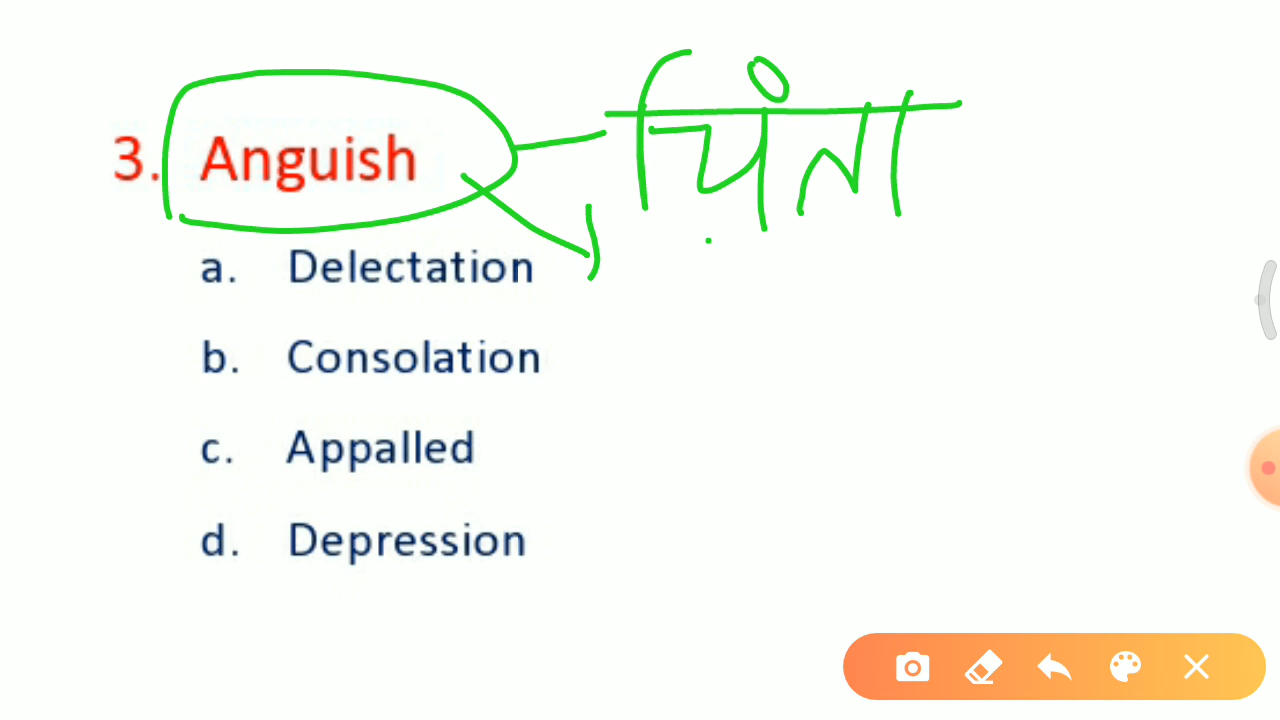 3. Anguish चिंता
a. Delectation
b. Consolation
c. Appalled
d. Depression